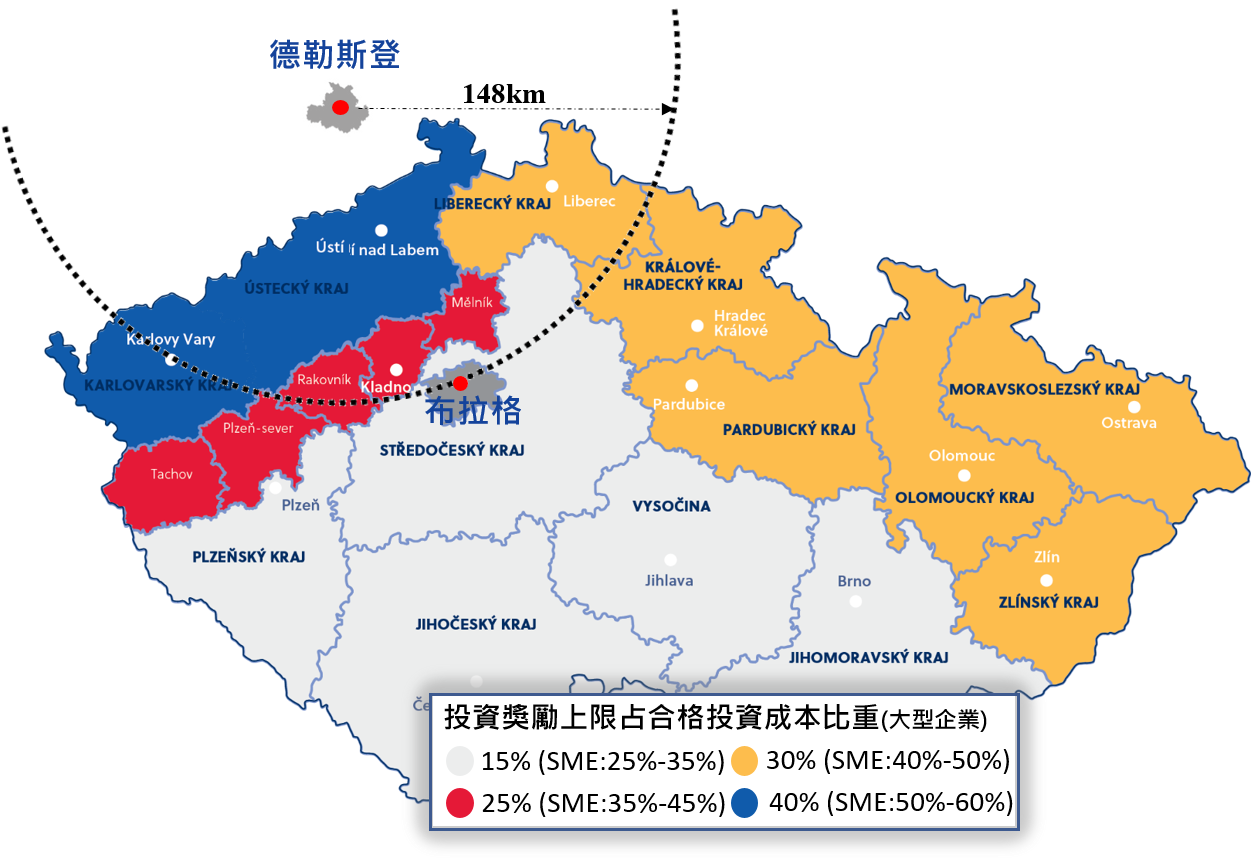 德勒斯登
148km
LIBERECKÝ KRAJ
Liberec
Ústí
í nad Labem
ÚSTECKÝ KRAJ
KRÁLOVÉ-
HRADECKÝ KRAJ
Mělník
Hradec
Králové
Karlovy Vary
KARLOVARSKÝ KRAJ
Rakovník
Kladno
布拉格
MORAVSKOSLEZSKÝ KRAJ
Pardubice
Ostrava
Plzeň-sever
PARDUBICKÝ KRAJ
STŘEDOČESKÝ KRAJ
Olomouc
Tachov
OLOMOUCKÝ KRAJ
Plzeň
VYSOČINA
PLZEŇSKÝ KRAJ
Zlín
Jihlava
Brno
ZLÍNSKÝ KRAJ
JIHOČESKÝ KRAJ
JIHOMORAVSKÝ KRAJ
Če
投資獎勵上限占合格投資成本比重(大型企業)
15% (SME:25%-35%)
30% (SME:40%-50%)
25% (SME:35%-45%)
40% (SME:50%-60%)